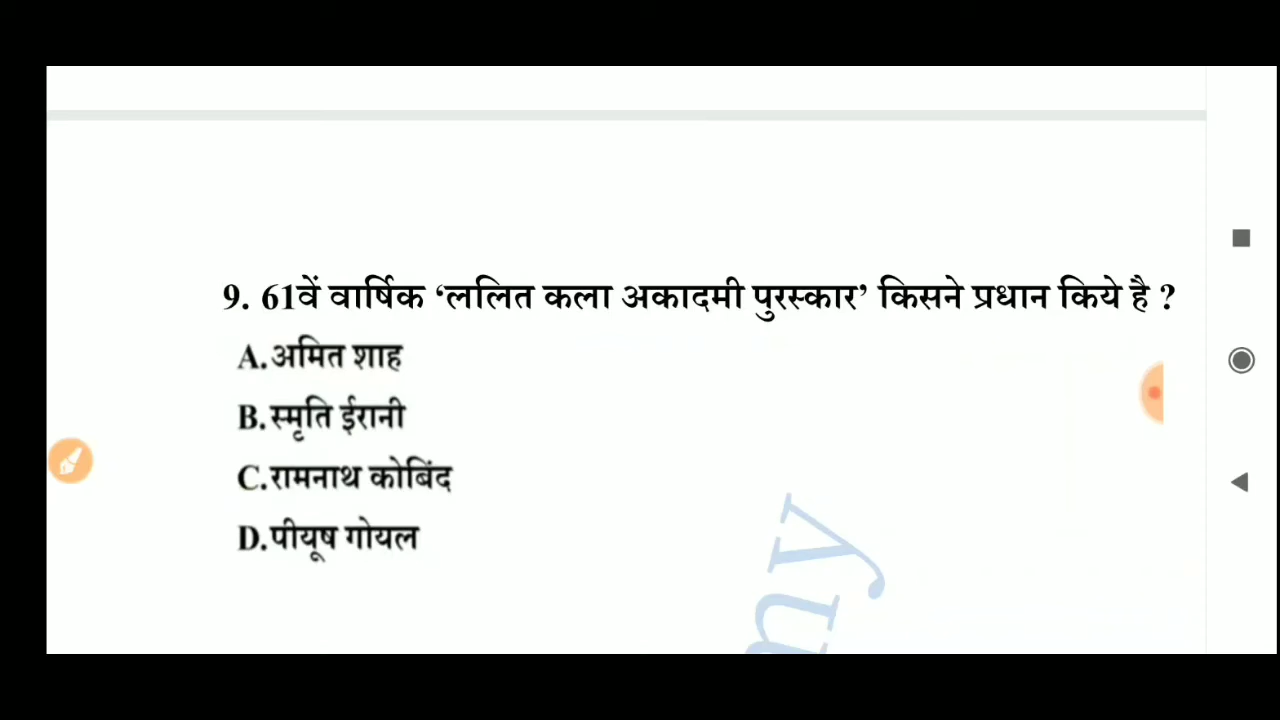 9. 61वें वार्षिक ‘ललित कला अकादमी पुरस्कार’ किसने प्रधान किये है ?
A.अमित शाह
B.स्मृति ईरानी
C.रामनाथ कोबिंद
D.पीयूष गोयल